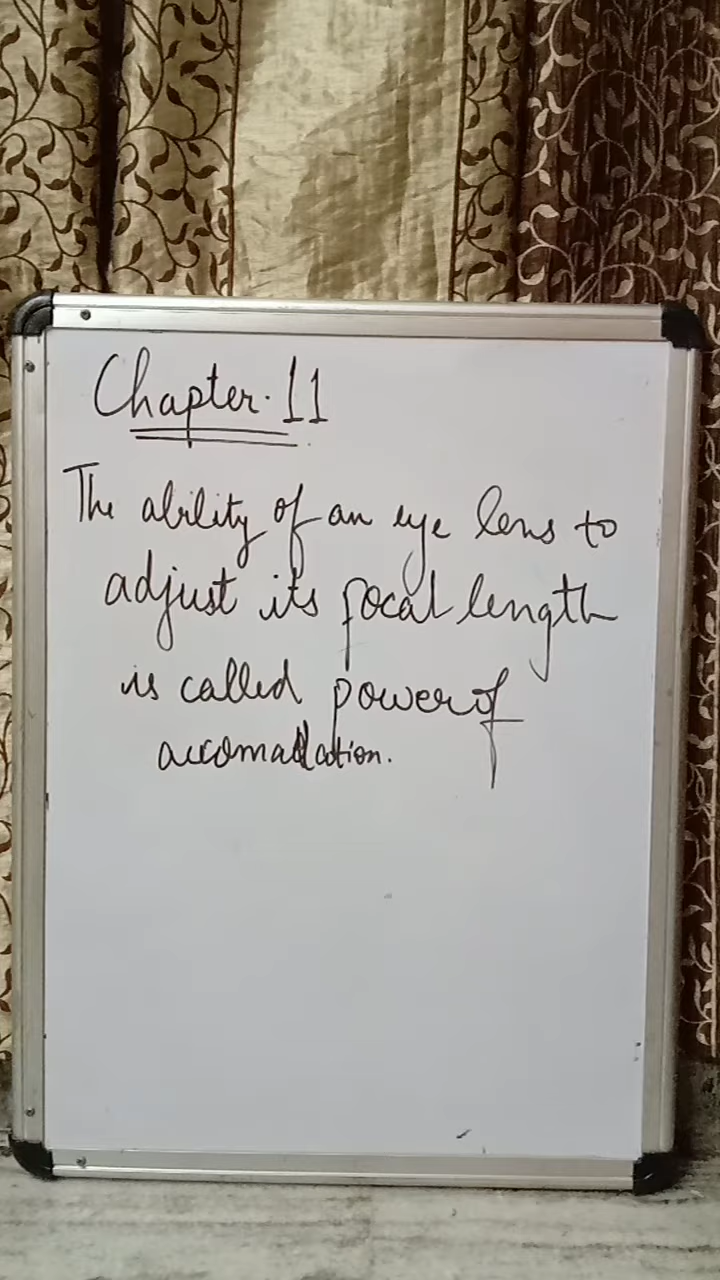 Chapter. 11
The ability of an eye lens to
adjust its focal length
is called power of
accomadation.